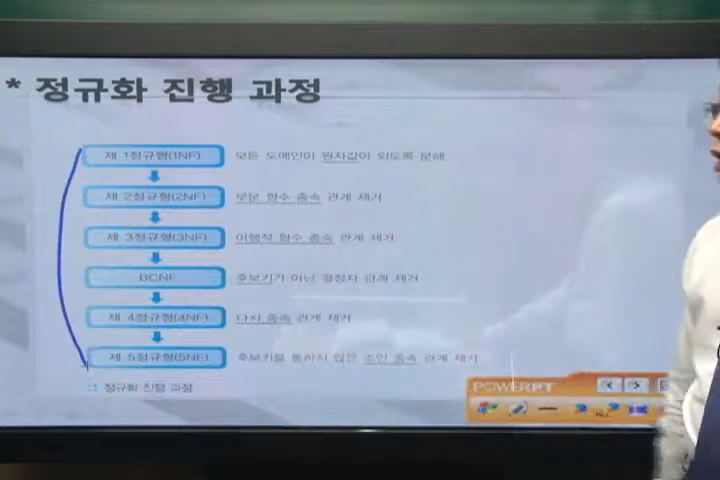 * 정규화 진행 과정
제 1정규형(1NF) 모든 도메인이 원자값이 되도록 분해
제 2정규형(2NF) 부분 함수 종속 관계 제거
제 3정규형(3NF) 이행적 함수 종속 관계 제거
BCNF 후보키가 아닌 결정자 관계 제거
제 4정규형(4NF) 다치 종속 관계 제거
제 5정규형(5NF) 후보키를 통하지 않은 조인 종속 관계 제거
정규화 진행 과정
POWERPT